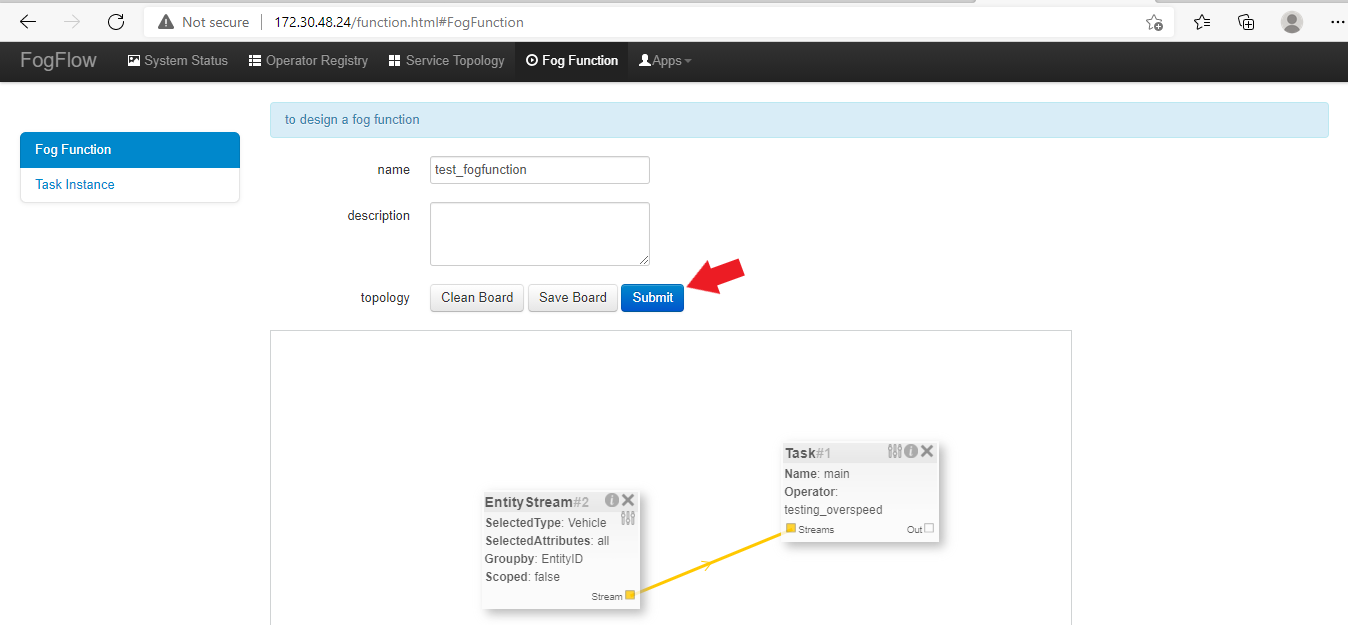 Not secure | 172.30.48.24/function.html#FogFunction
FogFlow System Status Operator Registry Service Topology Fog Function Apps
to design a fog function
Fog Function
Task Instance
name test_fogfunction
description
topology Clean Board Save Board Submit
Task#1
Name: main
Operator:
testing_overspeed
Streams Out
EntityStream#2
SelectedType: Vehicle
SelectedAttributes: all
Groupby: EntityID
Scoped: false
Stream